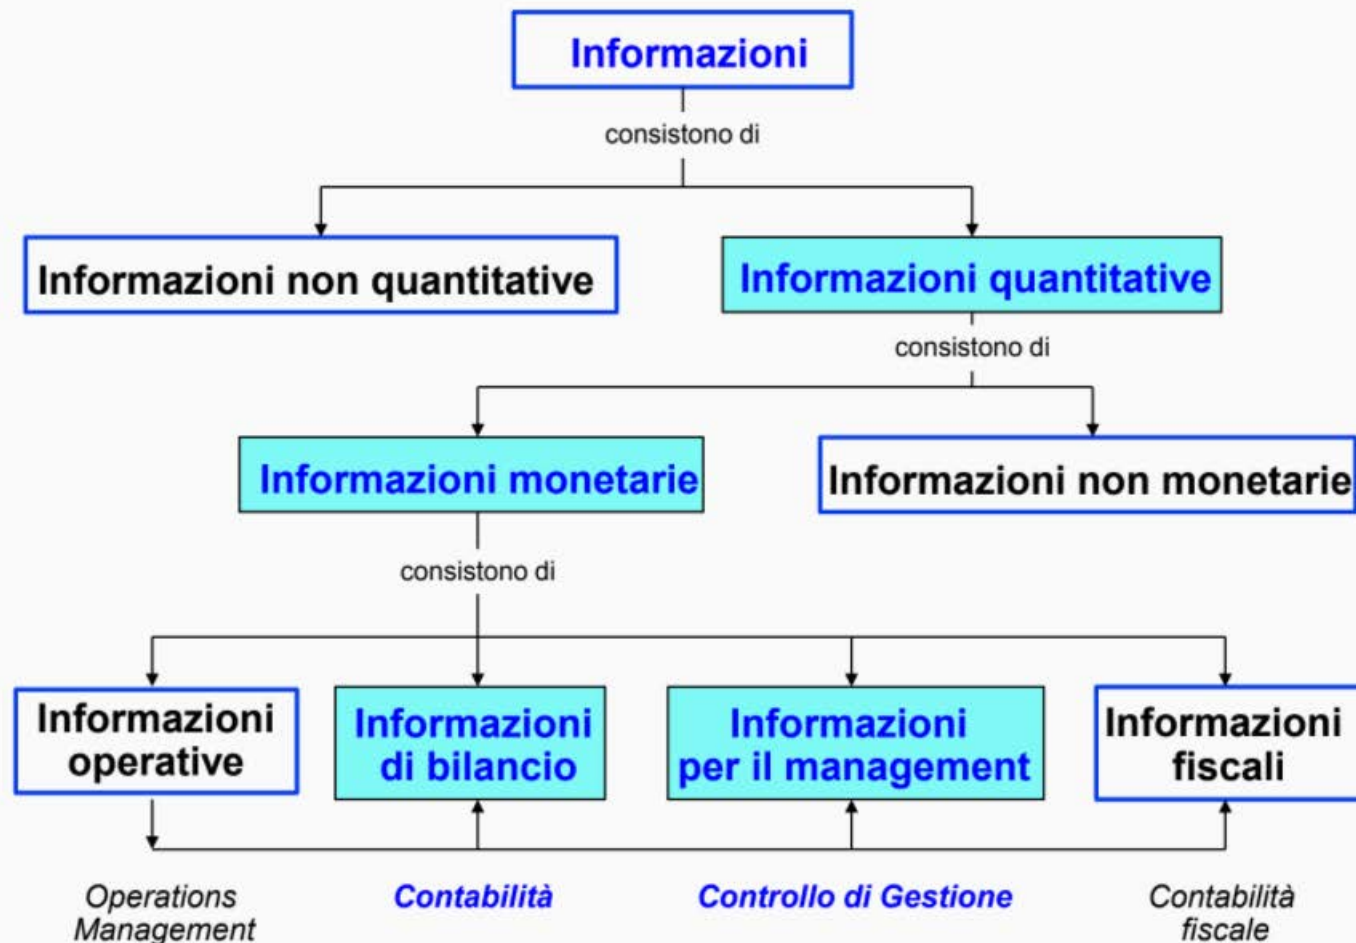 Informazioni
consistono di
Informazioni non quantitative
Informazioni quantitative
consistono di
Informazioni monetarie
Informazioni non monetarie
consistono di
Informazioni
operative
Informazioni
di bilancio
Informazioni
per il management
Informazioni
fiscali
Operations
Management
Contabilità
Controllo di Gestione
Contabilità
fiscale